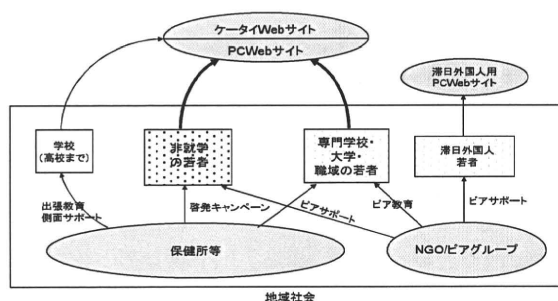 ケータイWebサイト
PCWebサイト
滞日外国人用
PCWebサイト
学校
(高校まで)
非就学
の若者
専門学校・
大学・
職域の若者
滞日外国人
若者
出張教育
側面サポート
啓発キャンペーン
ピアサポート
ピア教育
ピアサポート
保健所等
NGO/ピアグループ
地域社会